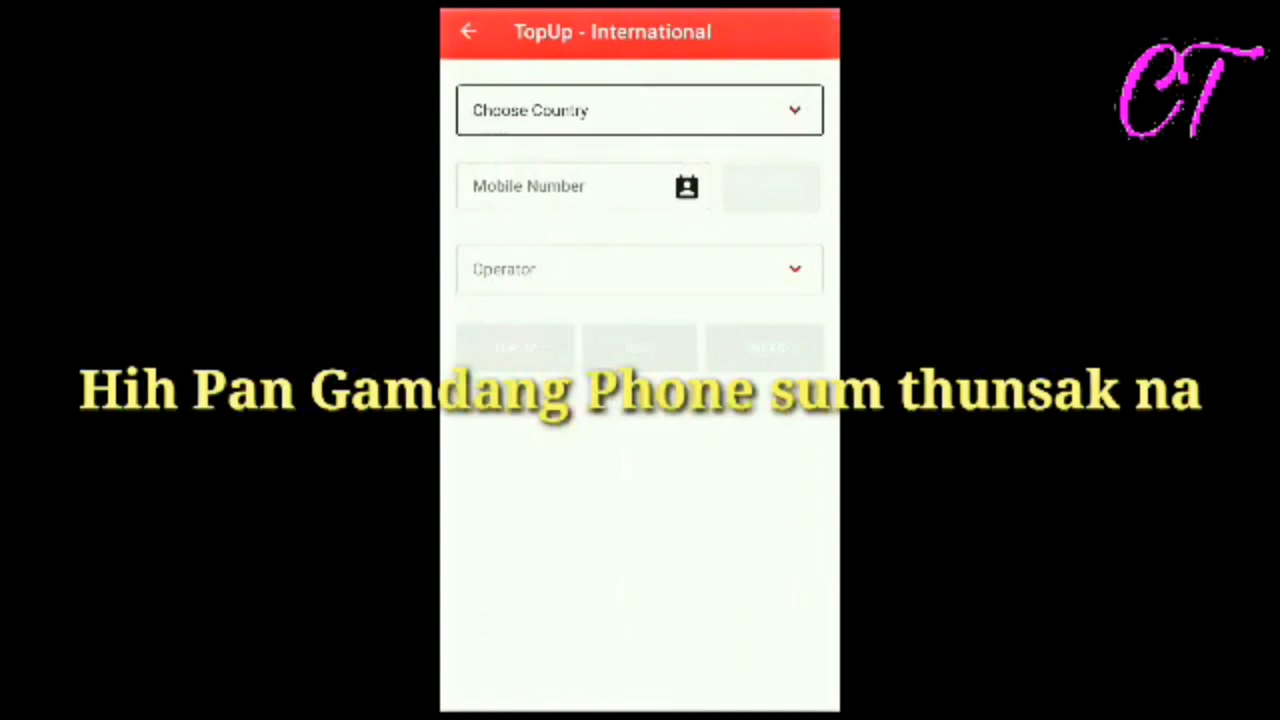 TopUp - International
CT
Choose Country
Mobile Number
Operator
Hih Pan Gamdang Phone sum thunsak na